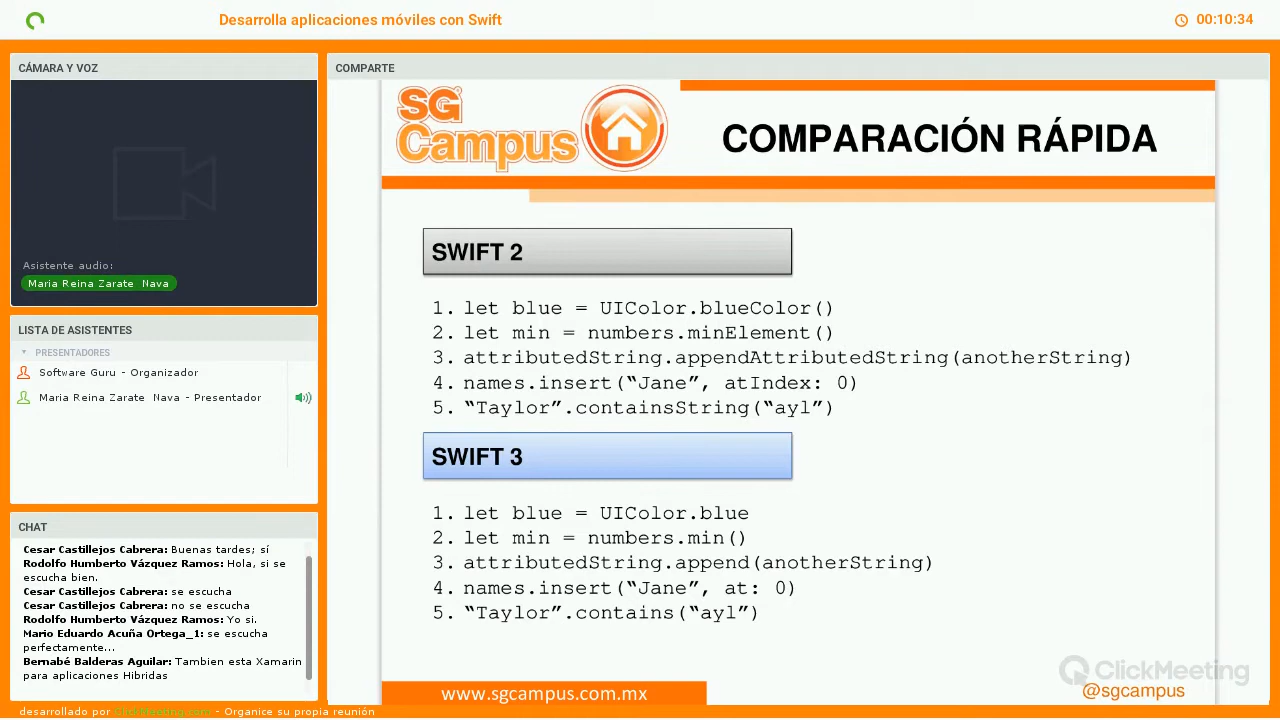 Desarrolla aplicaciones móviles con Swift
00:10:34
CÁMARA Y VOZ
Asistente audio:
Maria Reina Zarate Nava
LISTA DE ASISTENTES
PRESENTADORES
Software Guru - Organizador
Maria Reina Zarate Nava - Presentador
CHAT
Cesar Castillejos Cabrera: Buenas tardes; sí
Rodolfo Humberto Vázquez Ramos: Hola, si se
escucha bien.
Cesar Castillejos Cabrera: se escucha
Cesar Castillejos Cabrera: no se escucha
Rodolfo Humberto Vázquez Ramos: Yo si.
Mario Eduardo Acuña Ortega_1: se escucha
perfectamente...
Bernabé Balderas Aguilar: Tambien esta Xamarin
para aplicaciones Hibridas
COMPARTE
SG
Campus
COMPARACIÓN RÁPIDA
SWIFT 2
1. let blue = UIColor.blueColor()
2. let min = numbers.minElement()
3. attributedString.appendAttributedString(anotherString)
4. names.insert(“Jane”, atIndex: 0)
5. “Taylor”.containsString(“ayl”)
SWIFT 3
1. let blue = UIColor.blue
2. let min = numbers.min()
3. attributedString.append(anotherString)
4. names.insert(“Jane”, at: 0)
5. “Taylor”.contains(“ayl”)
ClickMeeting
www.sgcampus.com.mx
@sgcampus
desarrollado por ClickMeeting.com - Organice su propia reunión